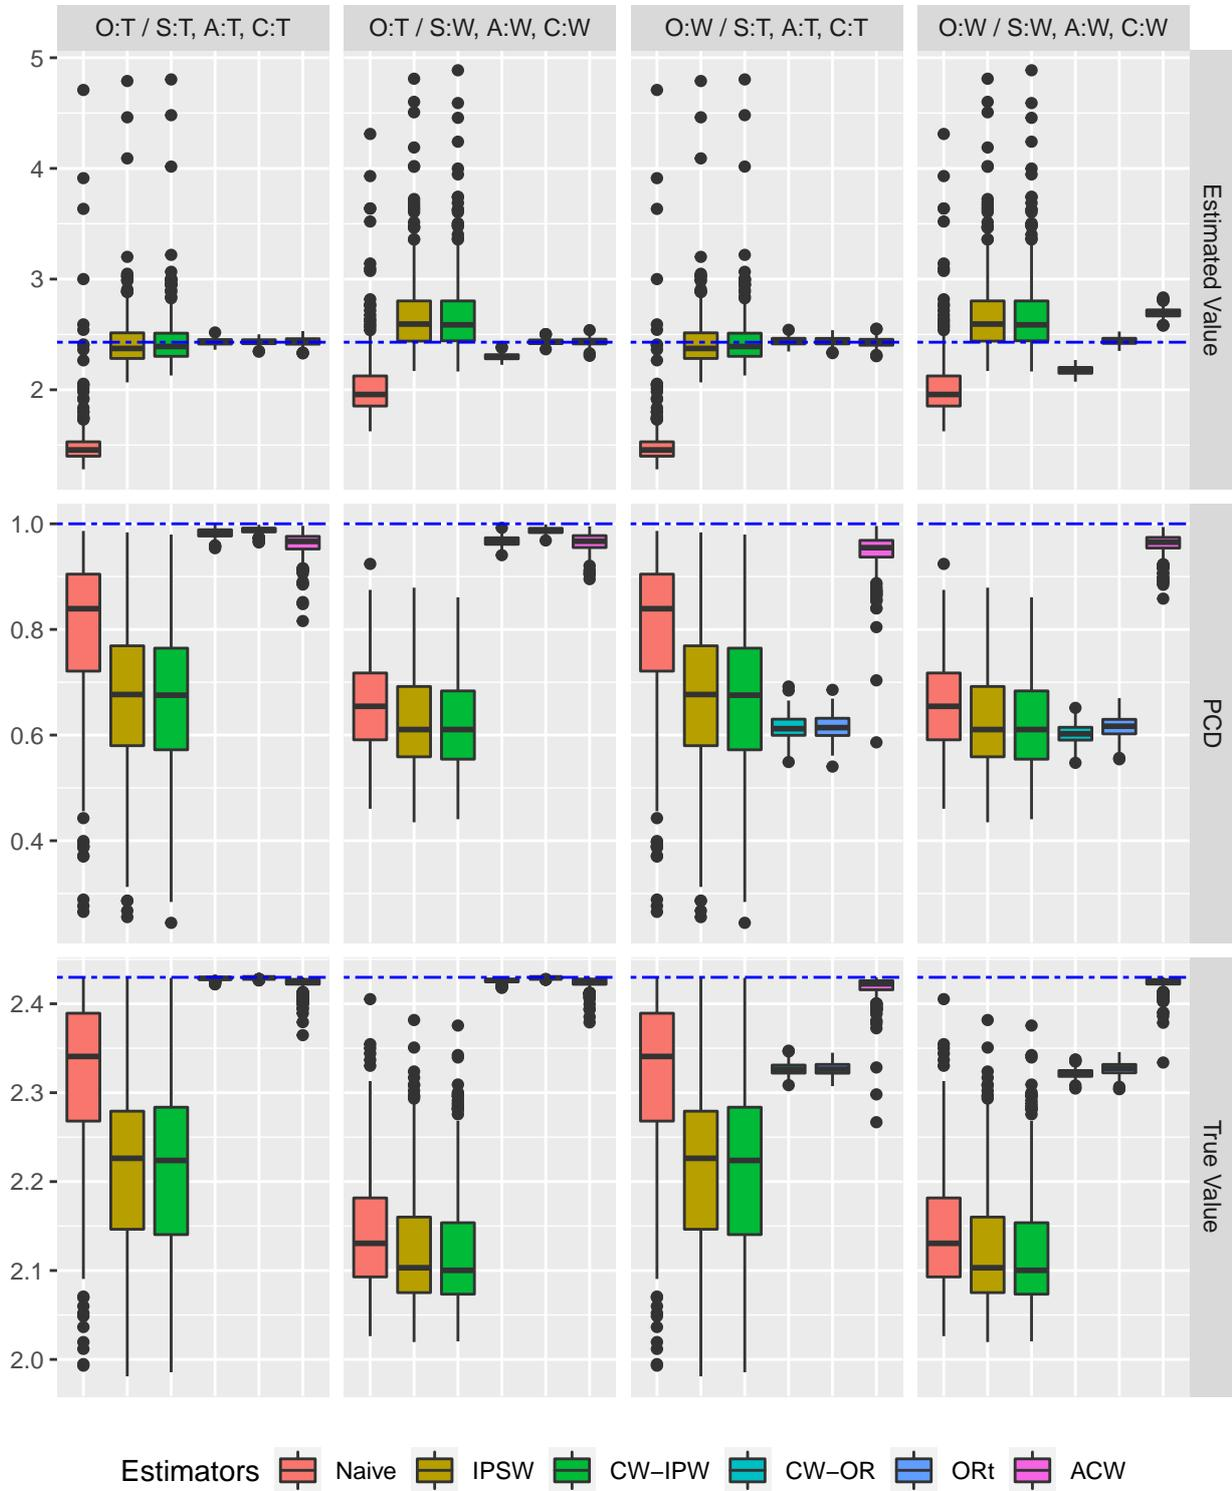 O:T / S:T, A:T, C:T
O:T / S:W, A:W, C:W
O:W / S:T, A:T, C:T
O:W / S:W, A:W, C:W
5
4
3
2
Estimated Value
1.0
0.8
0.6
0.4
PCD
2.4
2.3
2.2
2.1
2.0
True Value
Estimators Naive IPSW CW−IPW CW−OR ORt ACW